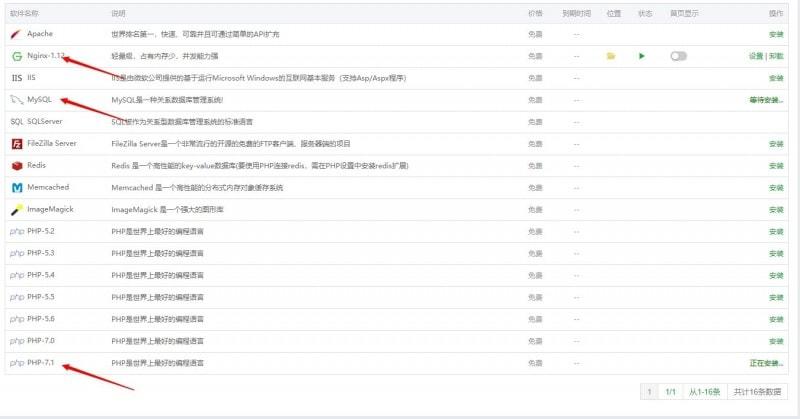 软件名称 说明 价格 到期时间 位置 状态 首页显示 操作
Apache 世界排名第一，快速、可靠并且可通过简单的API扩充 免费 -- 安装
Nginx-1.12 轻量级，占有内存少，并发能力强 免费 -- 设置 | 卸载
IIS IIS IIS是由微软公司提供的基于运行Microsoft Windows的互联网基本服务（支持Asp/Aspx程序） 免费 -- 安装
MySQL MySQL是一种关系数据库管理系统! 免费 -- 等待安装...
SQL SQLServer SQL被作为关系型数据库管理系统的标准语言 免费 --
FileZilla Server FileZilla Server是一个非常流行的开源的免费的FTP客户端、服务器端的项目 免费 -- 安装
Redis Redis 是一个高性能的key-value数据库(要使用PHP连接redis，需在PHP设置中安装redis扩展) 免费 -- 安装
Memcached Memcached 是一个高性能的分布式内存对象缓存系统 免费 -- 安装
ImageMagick ImageMagick 是一个强大的图形库 免费 -- 安装
php PHP-5.2 PHP是世界上最好的编程语言 免费 -- 安装
php PHP-5.3 PHP是世界上最好的编程语言 免费 -- 安装
php PHP-5.4 PHP是世界上最好的编程语言 免费 -- 安装
php PHP-5.5 PHP是世界上最好的编程语言 免费 -- 安装
php PHP-5.6 PHP是世界上最好的编程语言 免费 -- 安装
php PHP-7.0 PHP是世界上最好的编程语言 免费 -- 安装
php PHP-7.1 PHP是世界上最好的编程语言 免费 -- 正在安装...
1 1/1 从1-16条 共计16条数据